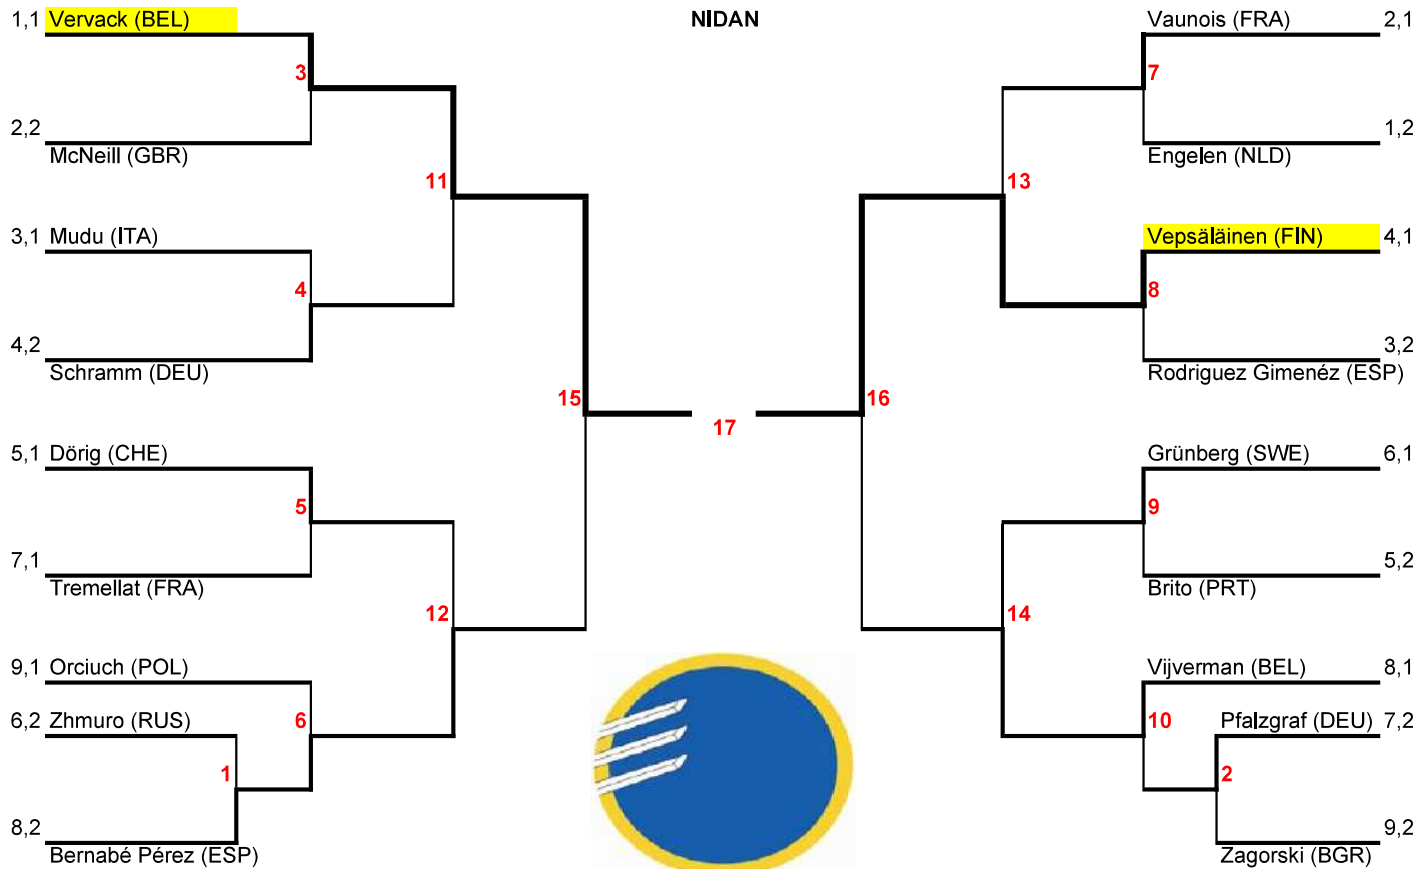 NIDAN
1,1 Vervack (BEL)
3
2,2
McNeill (GBR)
11
3,1 Mudu (ITA)
4
4,2
Schramm (DEU)
15
5,1 Dörig (CHE)
5
7,1
Tremellat (FRA)
12
9,1 Orciuch (POL)
6,2 Zhmuro (RUS)
6
1
8,2
Bernabé Pérez (ESP)
17
Vaunois (FRA) 2,1
7
1,2
Engelen (NLD)
13
Vepsäläinen (FIN) 4,1
8
3,2
Rodriguez Gimenéz (ESP)
16
Grünberg (SWE) 6,1
9
5,2
Brito (PRT)
14
Vijverman (BEL) 8,1
10
Pfalzgraf (DEU) 7,2
2
9,2
Zagorski (BGR)